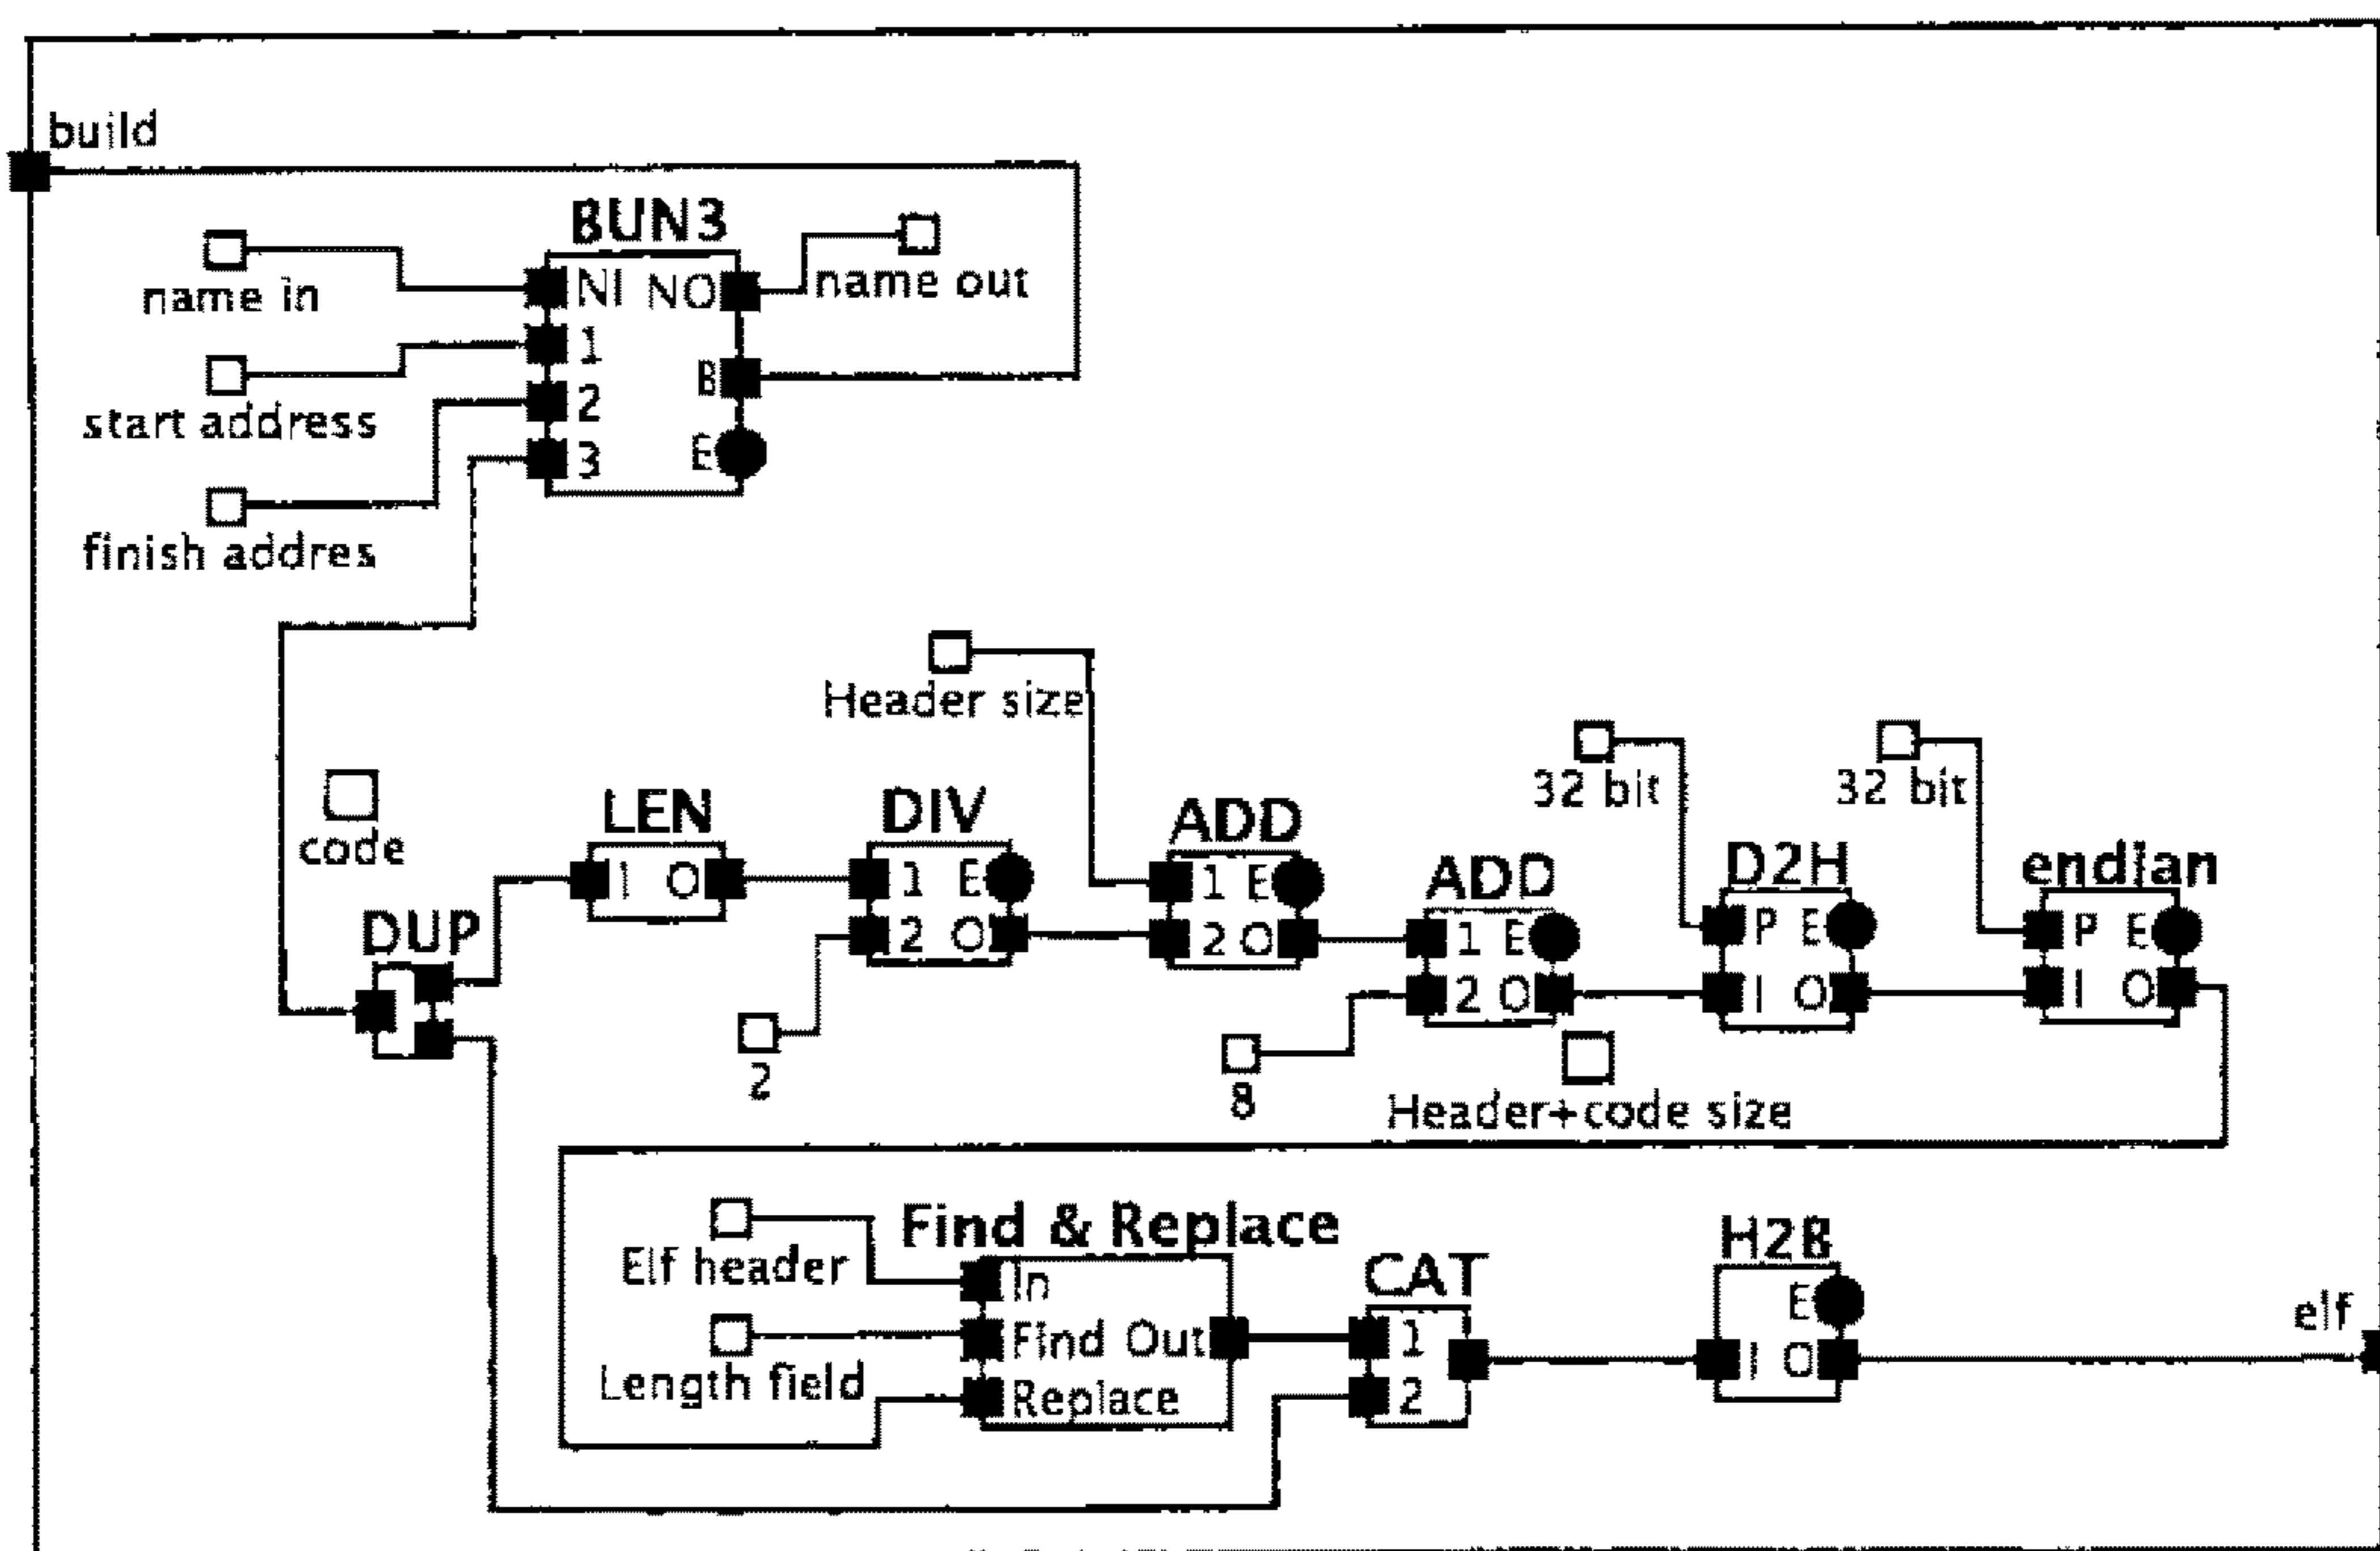 build
BUN3
name in
NI NO
name out
1
start address
2
B
3
E
finish addres
Header size
code
LEN
I O
DIV
1 E
2 O
2
ADD
1 E
2 O
8
ADD
1 E
2 O
32 bit
D2H
P E
I O
32 bit
endian
P E
I O
DUP
Header+code size
Elf header
Length field
Find & Replace
In
Find Out
Replace
CAT
1
2
H2B
E
I O
elf